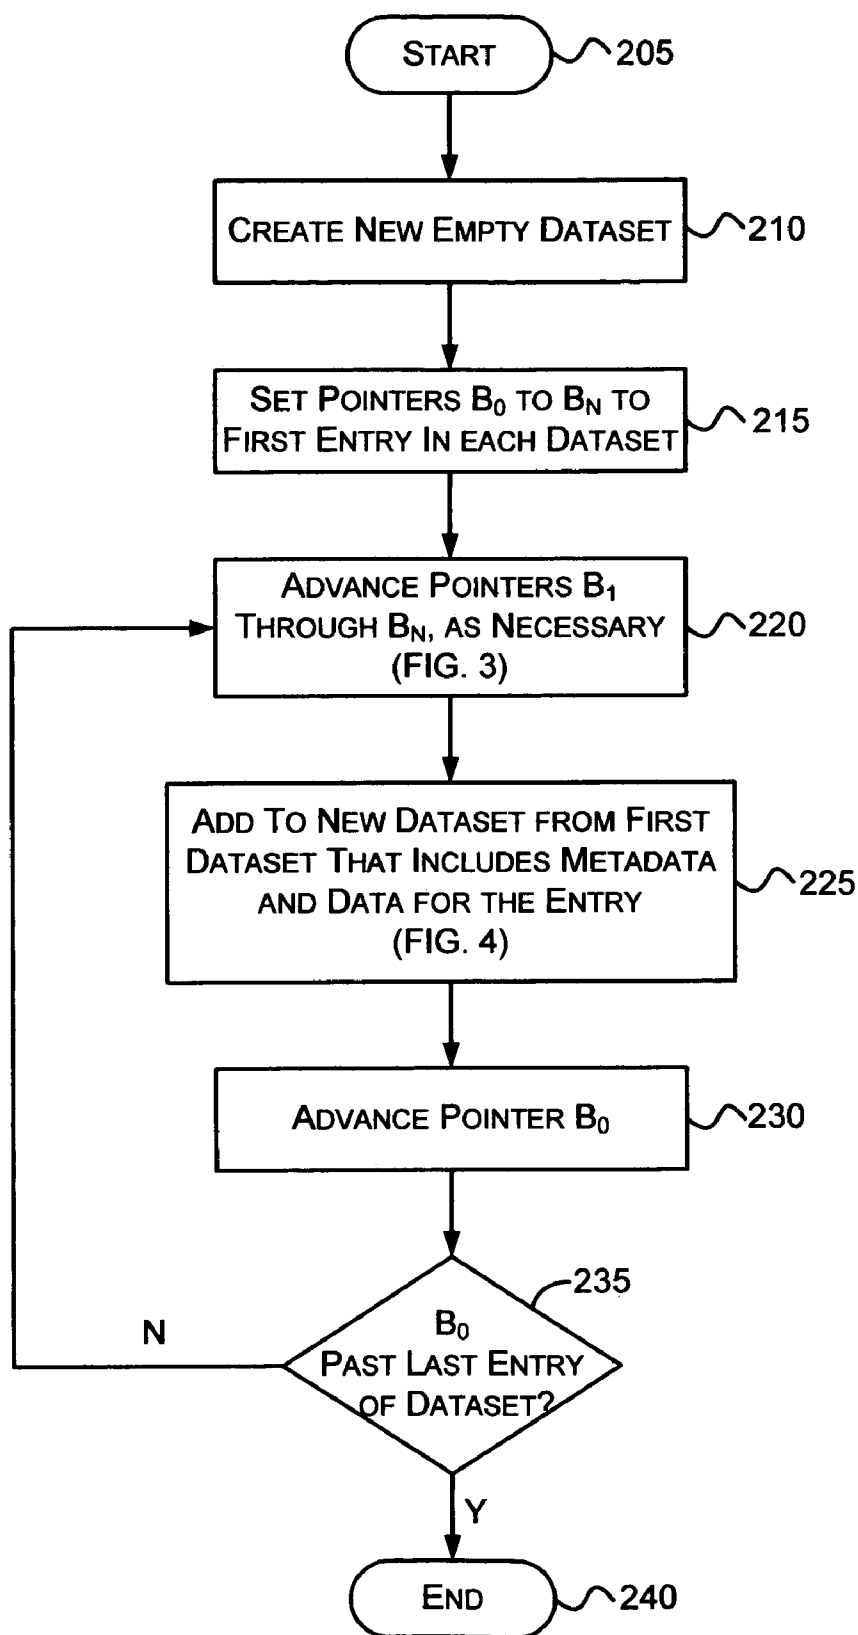 START
205
CREATE NEW EMPTY DATASET
210
SET POINTERS B₀ TO Bₙ TO
FIRST ENTRY IN EACH DATASET
215
ADVANCE POINTERS B₁
THROUGH Bₙ, AS NECESSARY
(FIG. 3)
220
ADD TO NEW DATASET FROM FIRST
DATASET THAT INCLUDES METADATA
AND DATA FOR THE ENTRY
(FIG. 4)
225
ADVANCE POINTER B₀
230
235
B₀
PAST LAST ENTRY
OF DATASET?
N
Y
END
240